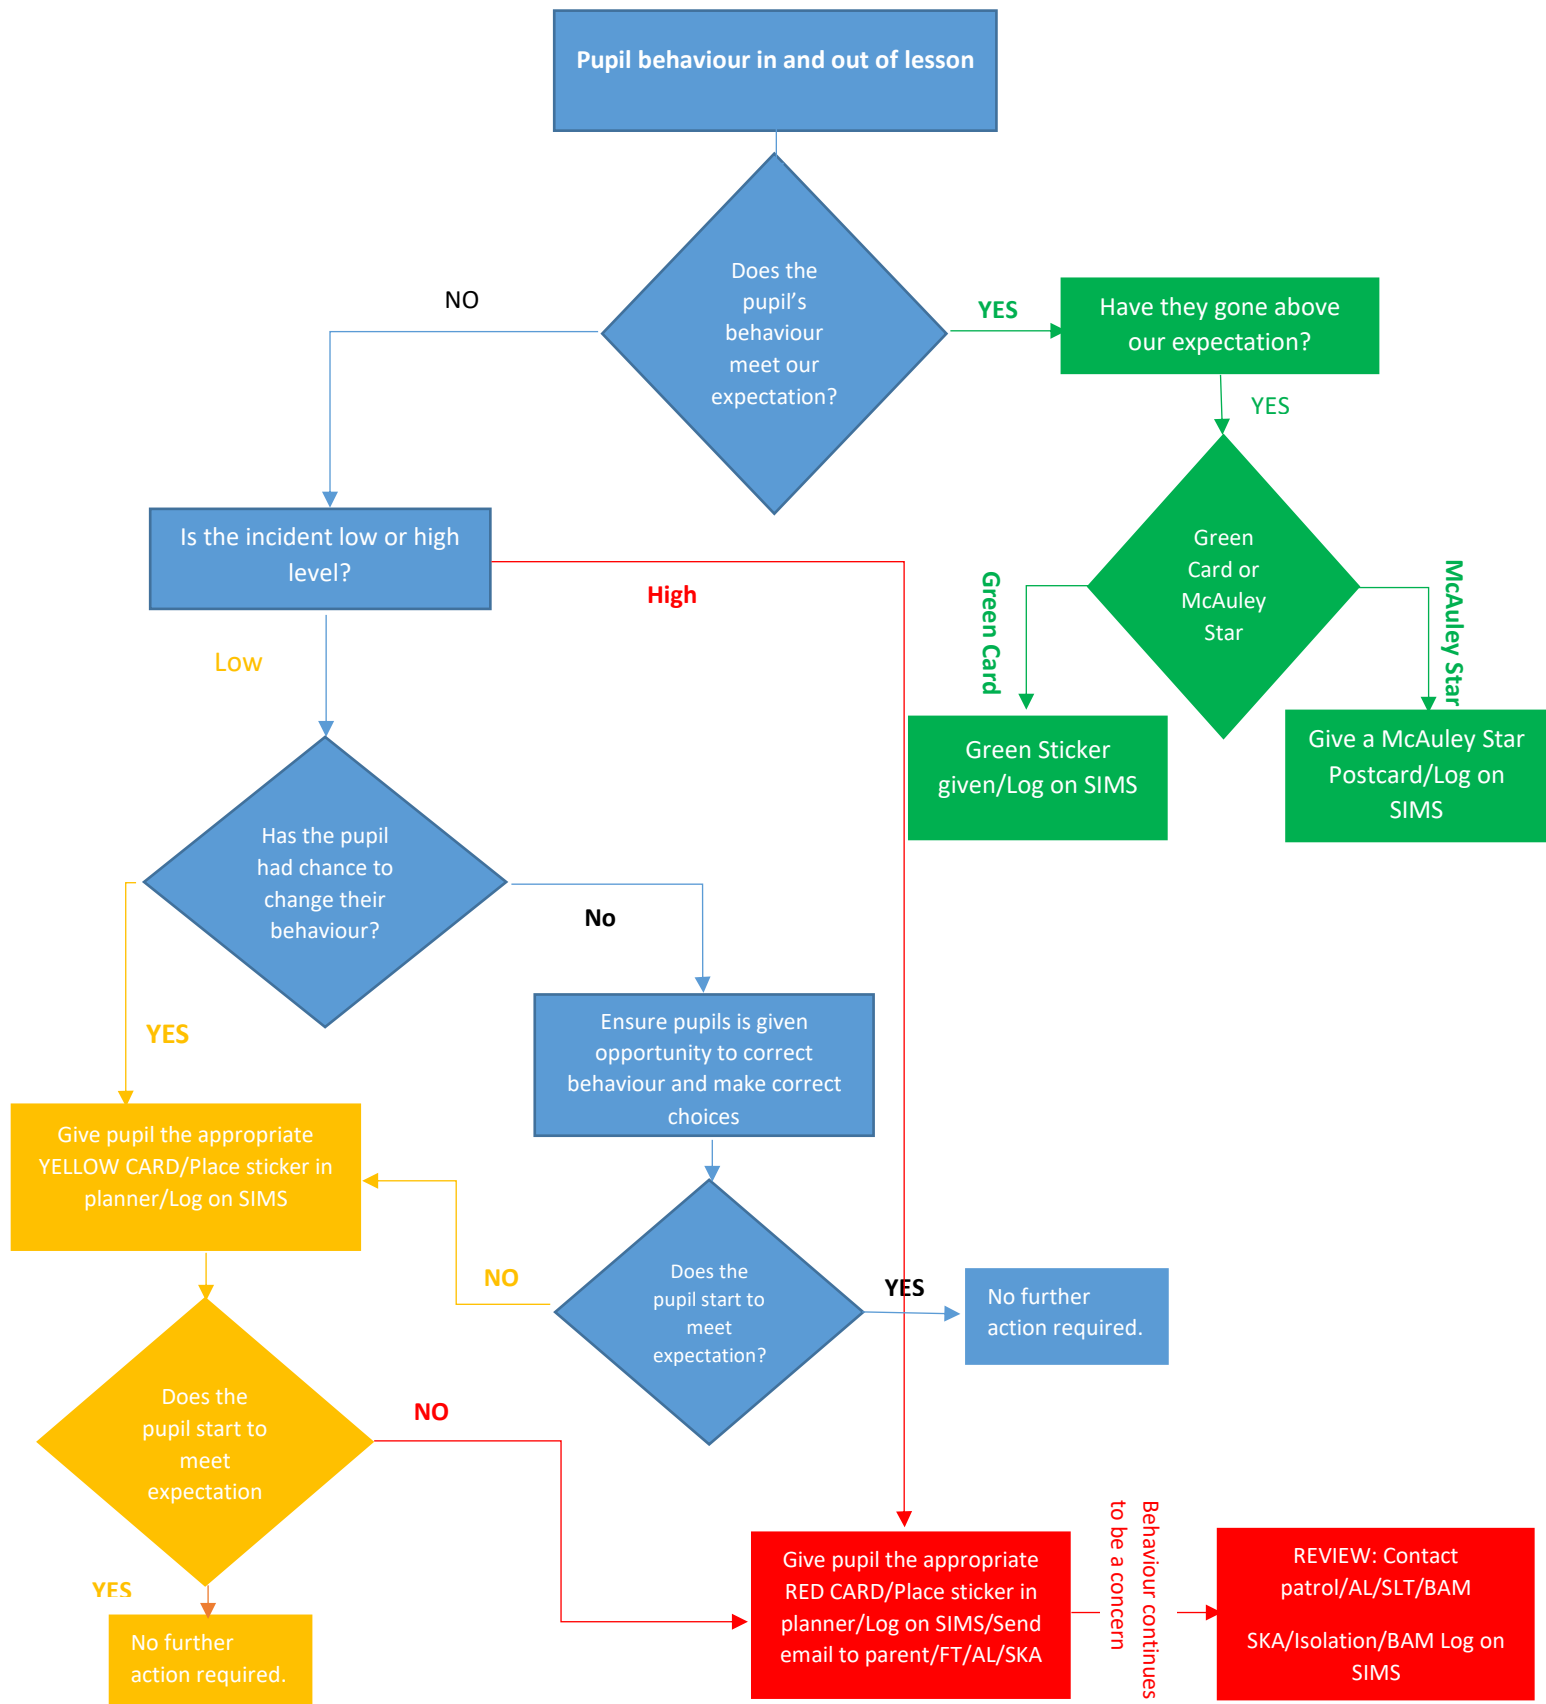 Pupil behaviour in and out of lesson
Does the
pupil's
behaviour
meet our
expectation?
NO
YES
Have they gone above
our expectation?
YES
Green
Card or
McAuley
Star
Green Card
McAuley Star
Green Sticker
given/Log on SIMS
Give a McAuley Star
Postcard/Log on
SIMS
Is the incident low or high
level?
High
Low
Has the pupil
had chance to
change their
behaviour?
No
YES
Ensure pupils is given
opportunity to correct
behaviour and make correct
choices
Give pupil the appropriate
YELLOW CARD/Place sticker in
planner/Log on SIMS
Does the
pupil start to
meet
expectation?
NO
YES
No further
action required.
Does the
pupil start to
meet
expectation
NO
YES
No further
action required.
Give pupil the appropriate
RED CARD/Place sticker in
planner/Log on SIMS/Send
email to parent/FT/AL/SKA
Behaviour continues
to be a concern
REVIEW: Contact
patrol/AL/SLT/BAM
SKA/Isolation/BAM Log on
SIMS